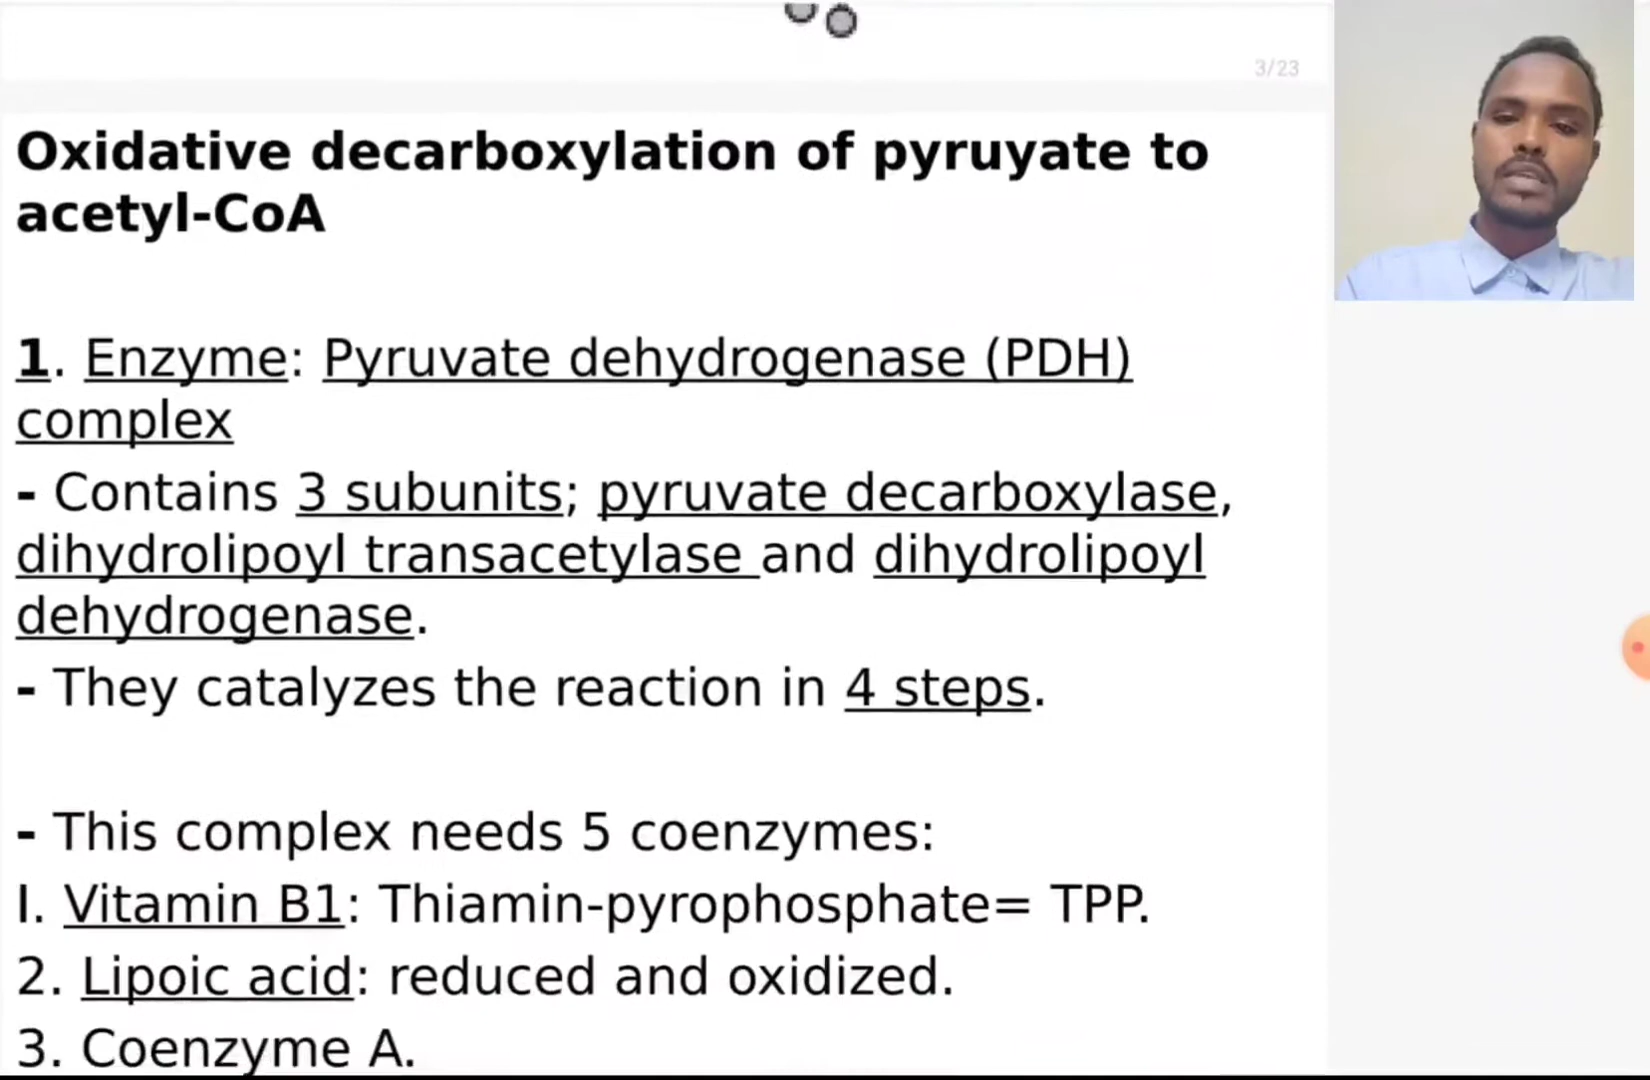 3/23
Oxidative decarboxylation of pyruyate to
acetyl-CoA
1. Enzyme: Pyruvate dehydrogenase (PDH)
complex
- Contains 3 subunits; pyruvate decarboxylase,
dihydrolipoyl transacetylase and dihydrolipoyl
dehydrogenase.
- They catalyzes the reaction in 4 steps.
- This complex needs 5 coenzymes:
I. Vitamin B1: Thiamin-pyrophosphate= TPP.
2. Lipoic acid: reduced and oxidized.
3. Coenzyme A.